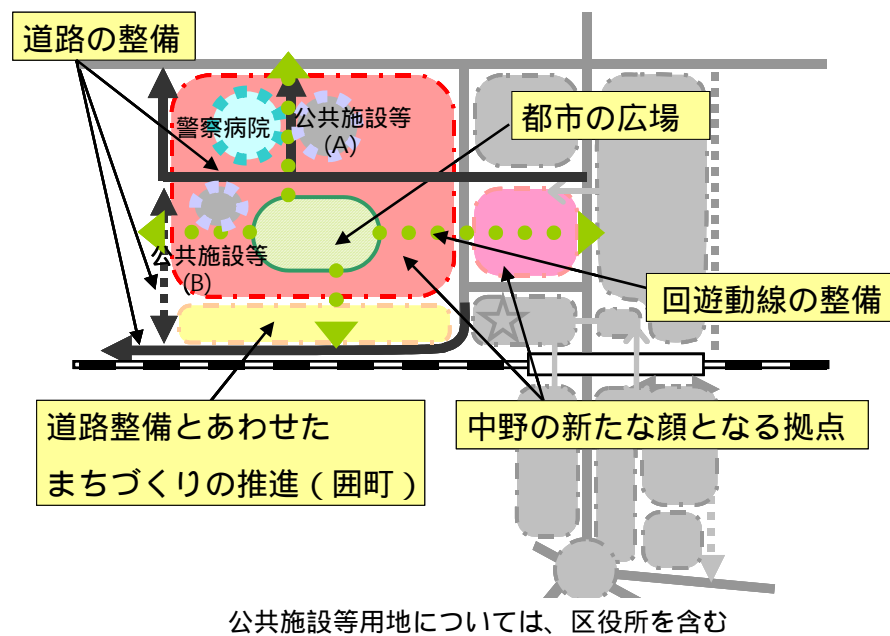 道路の整備
警察病院
公共施設等
(A)
都市の広場
公共施設等
(B)
回遊動線の整備
道路整備とあわせた
まちづくりの推進（囲町）
中野の新たな顔となる拠点
公共施設等用地については、区役所を含む